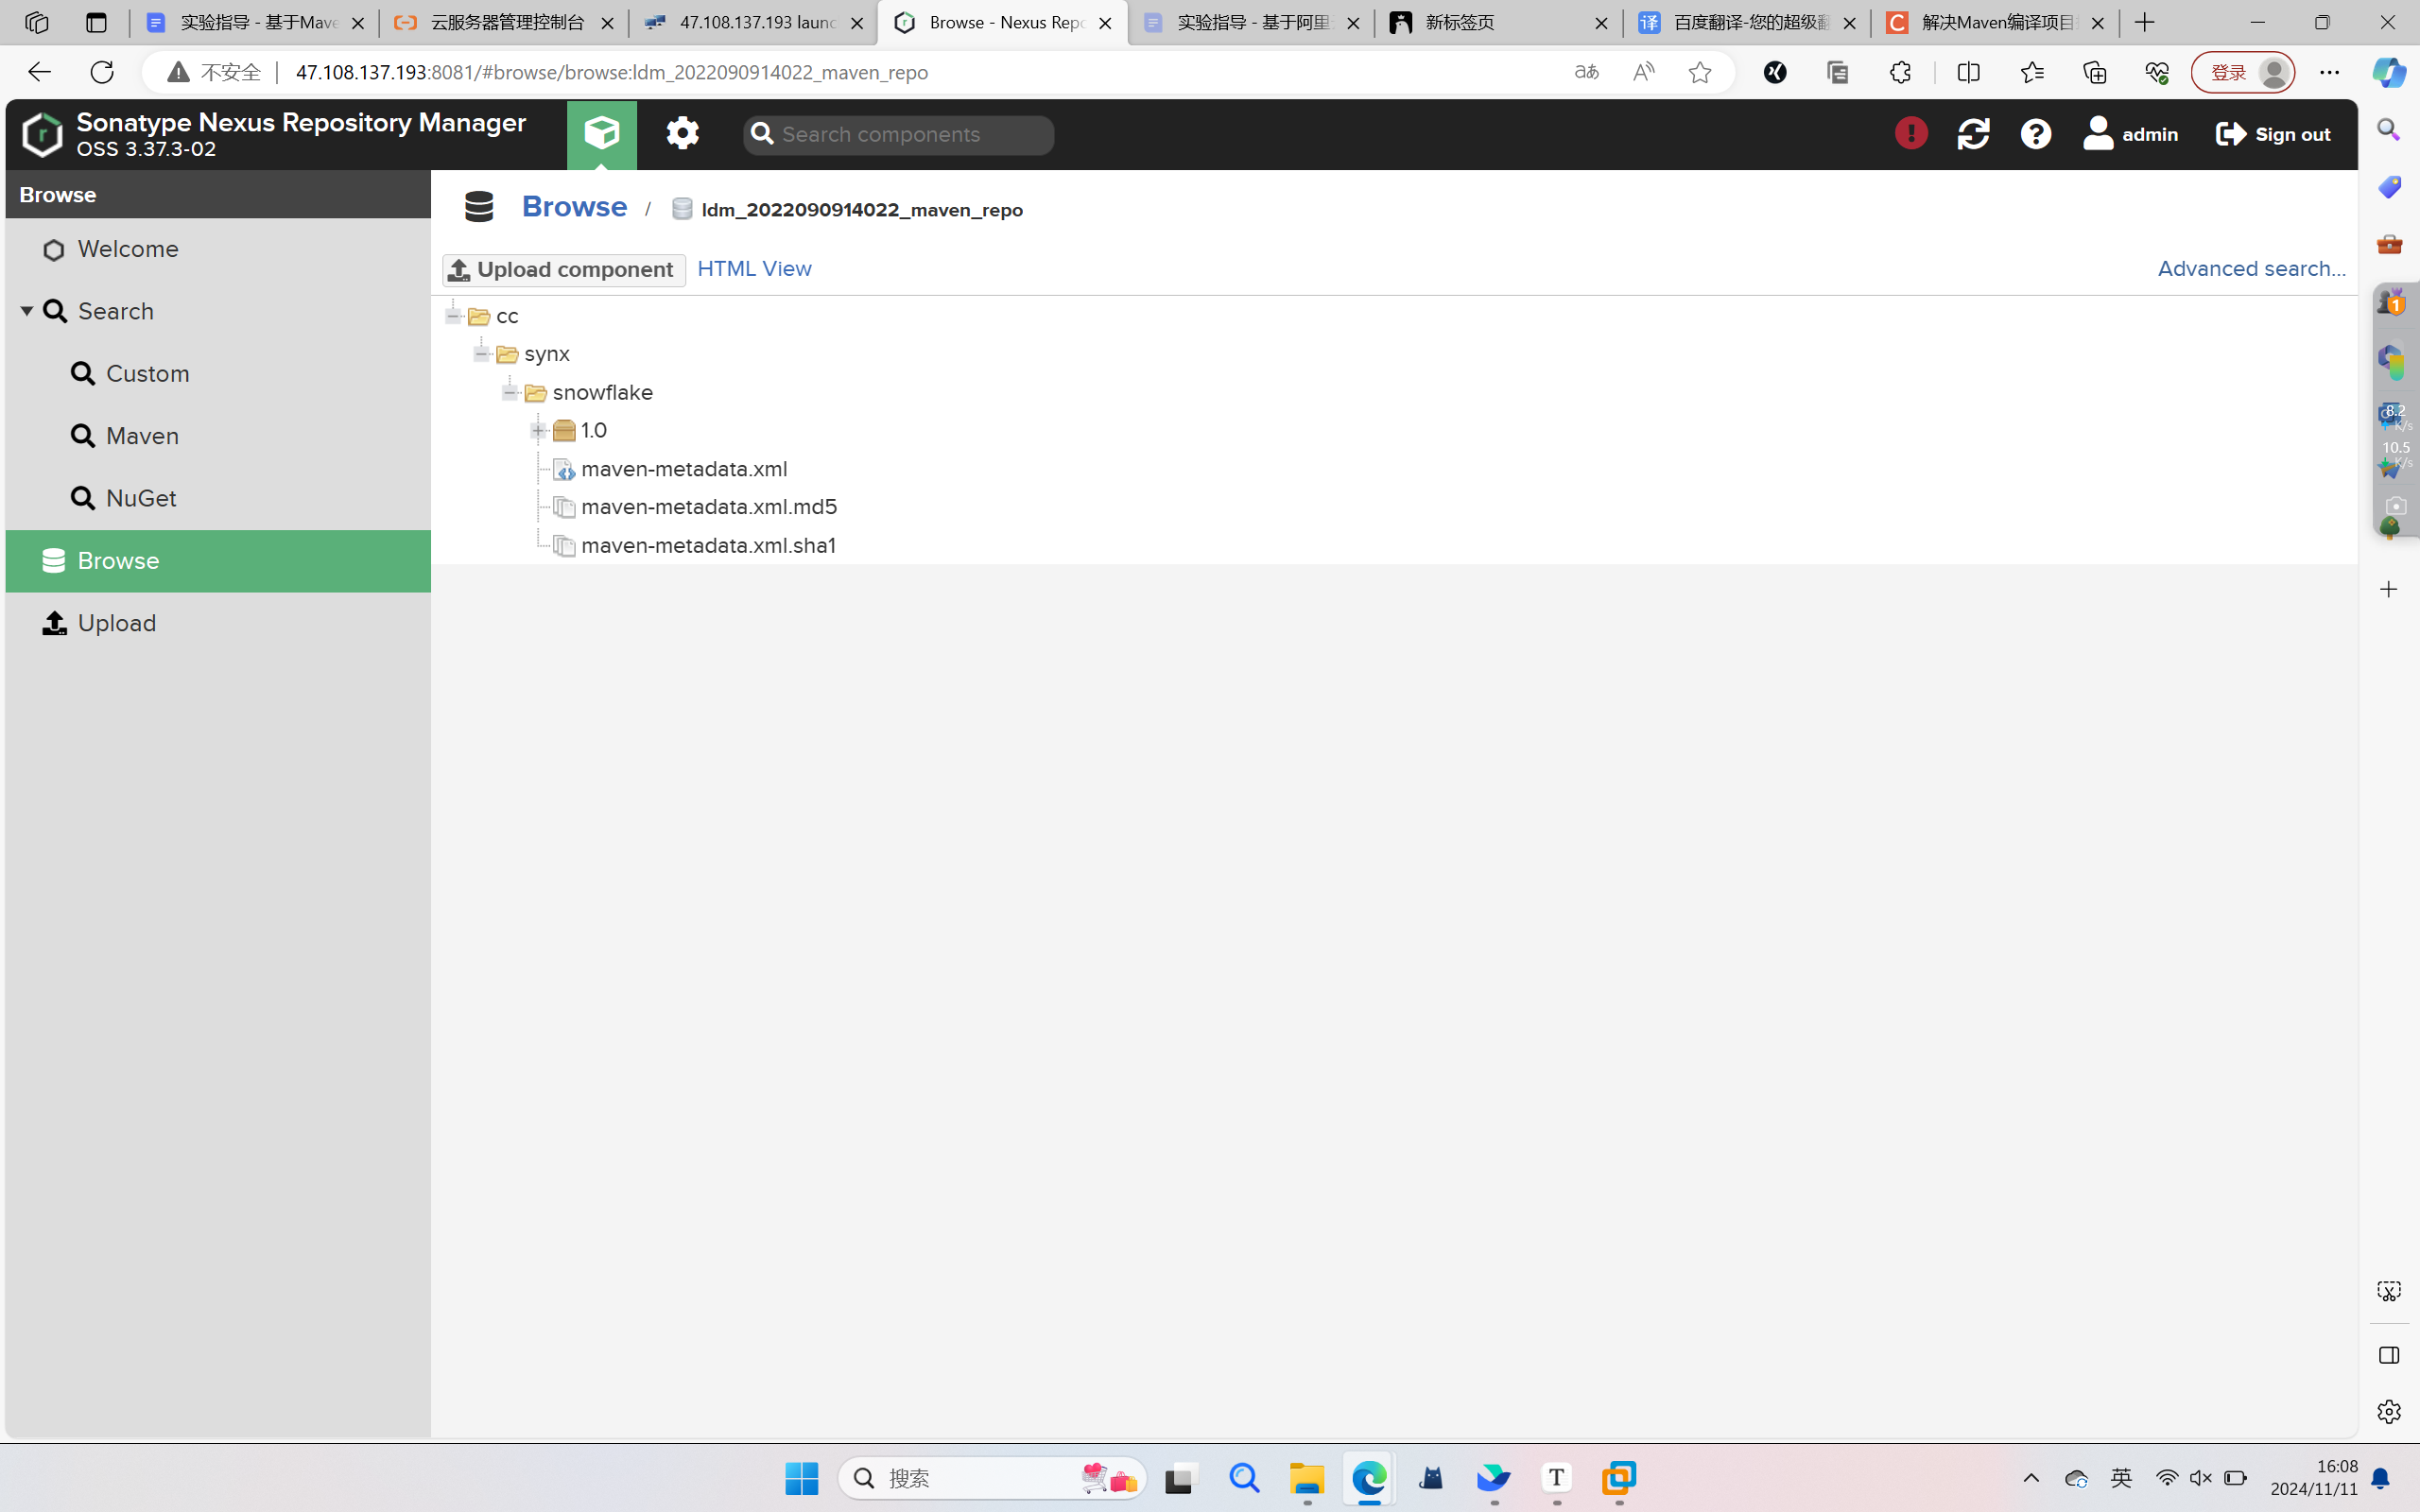 实验指导 - 基于Mave
云服务器管理控制台
47.108.137.193 launc
Browse - Nexus Repo
实验指导 - 基于阿里
新标签页
百度翻译-您的超级翻
解决Maven编译项目
不安全
47.108.137.193:8081/#browse/browse:ldm_2022090914022_maven_repo
登录
Sonatype Nexus Repository Manager
OSS 3.37.3-02
Search components
admin
Sign out
Browse
Welcome
Search
Custom
Maven
NuGet
Browse
Upload
Browse / ldm_2022090914022_maven_repo
Upload component
HTML View
Advanced search...
cc
synx
snowflake
1.0
maven-metadata.xml
maven-metadata.xml.md5
maven-metadata.xml.sha1
8.2
K/s
10.5
K/s
搜索
英
16:08
2024/11/11